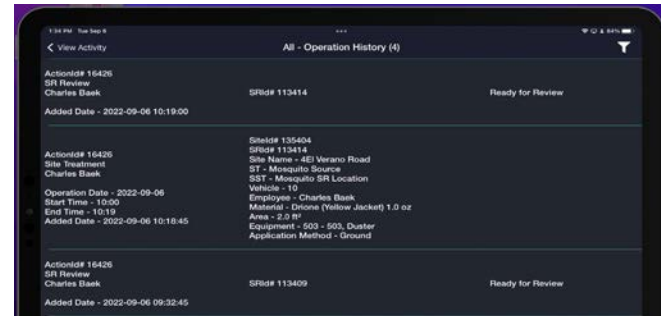 1:34 PM Tue Sep 6
84%
View Activity
All - Operation History (4)
ActionId# 16426
SR Review
Charles Baek
SRId# 113414
Ready for Review
Added Date - 2022-09-06 10:19:00
ActionId# 16426
Site Treatment
Charles Baek
Operation Date - 2022-09-06
Start Time - 10:00
End Time - 10:19
Added Date - 2022-09-06 10:18:45
SiteId# 135404
SRId# 113414
Site Name - 4El Verano Road
ST - Mosquito Source
SST - Mosquito SR Location
Vehicle - 10
Employee - Charles Baek
Material - Drione (Yellow Jacket) 1.0 oz
Area - 2.0 ft²
Equipment - 503 - 503, Duster
Application Method - Ground
ActionId# 16426
SR Review
Charles Baek
SRId# 113409
Ready for Review
Added Date - 2022-09-06 09:32:45